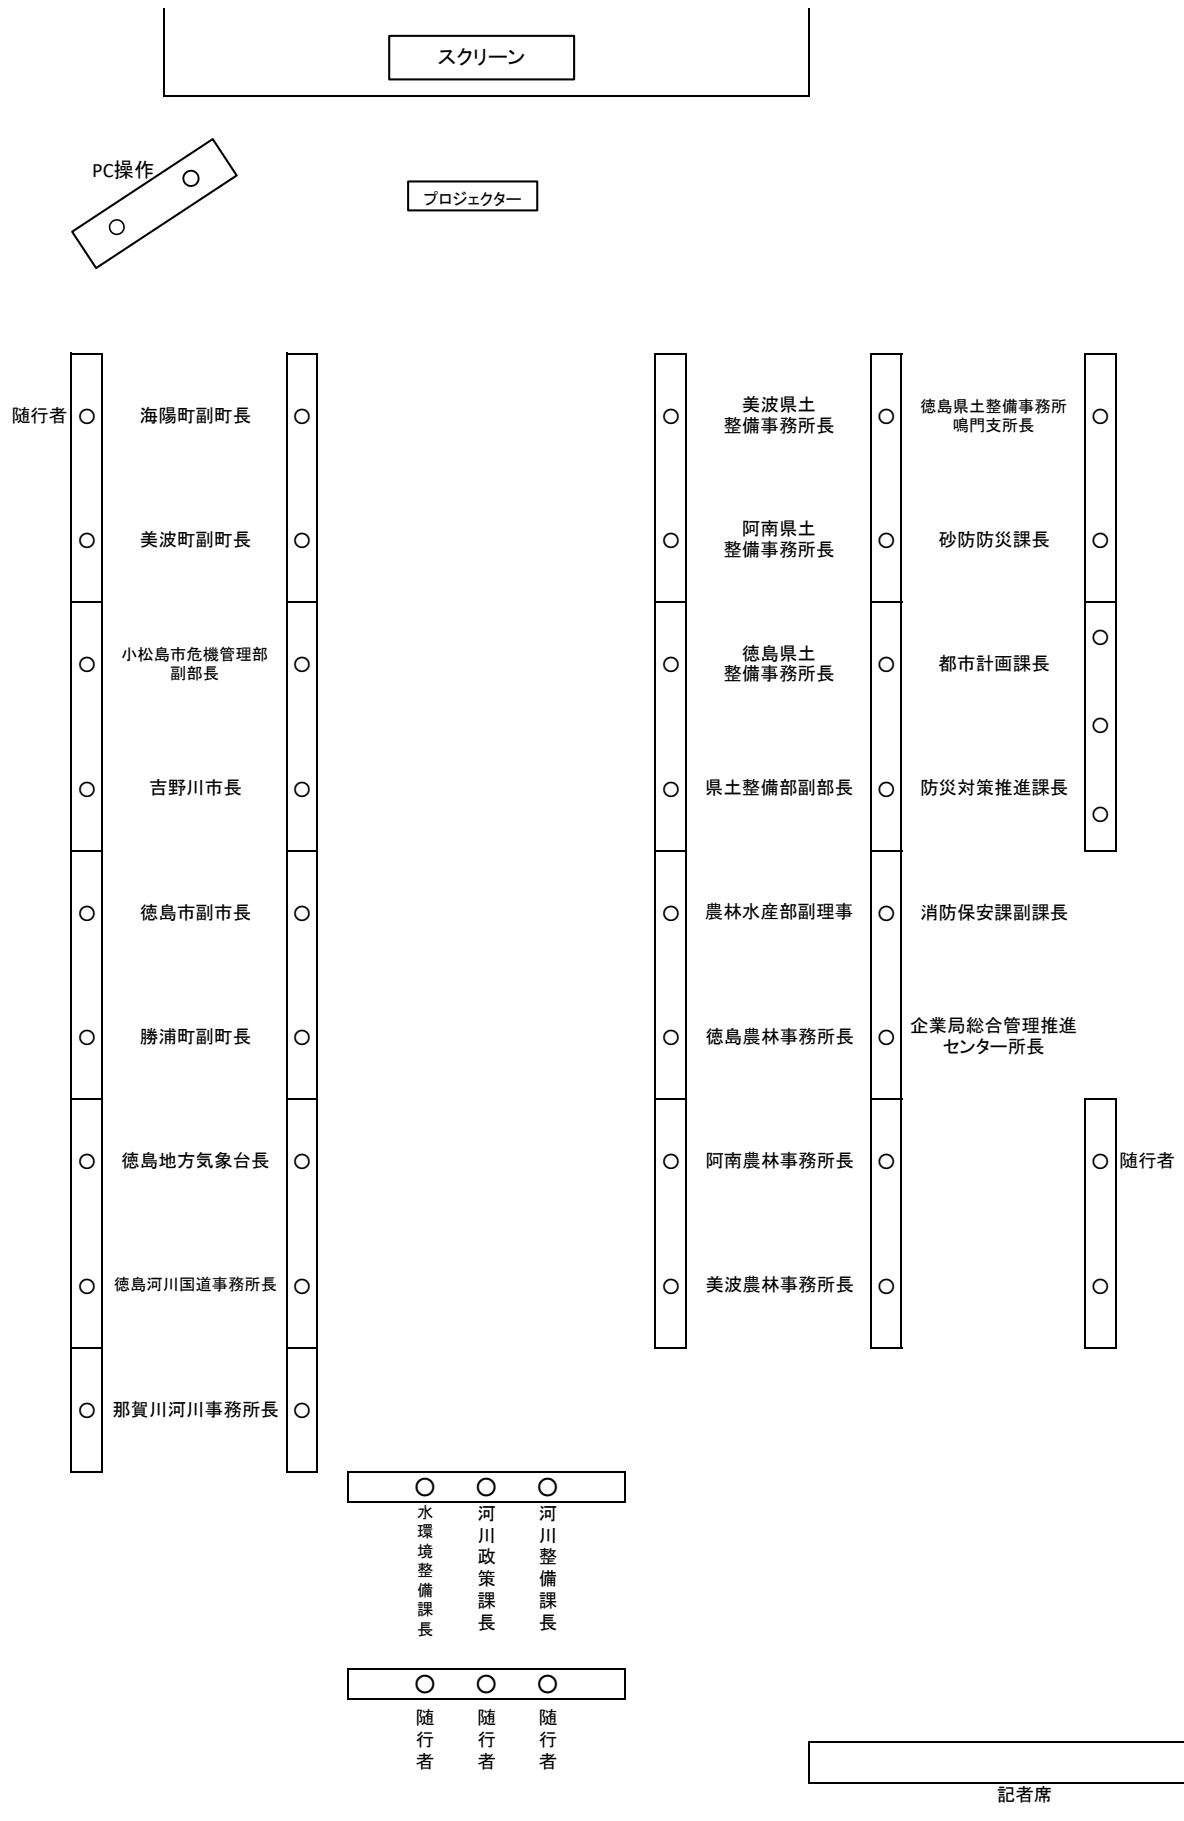 スクリーン
PC操作
プロジェクター
随行者
海陽町副町長
美波県土
整備事務所長
徳島県土整備事務所
鳴門支所長
美波町副町長
阿南県土
整備事務所長
砂防防災課長
小松島市危機管理部
副部長
徳島県土
整備事務所長
都市計画課長
吉野川市長
県土整備部副部長
防災対策推進課長
徳島市副市長
農林水産部副理事
消防保安課副課長
勝浦町副町長
徳島農林事務所長
企業局総合管理推進
センター所長
徳島地方気象台長
阿南農林事務所長
随行者
徳島河川国道事務所長
美波農林事務所長
那賀川河川事務所長
水環境整備課長
河川政策課長
河川整備課長
随行者
随行者
随行者
記者席